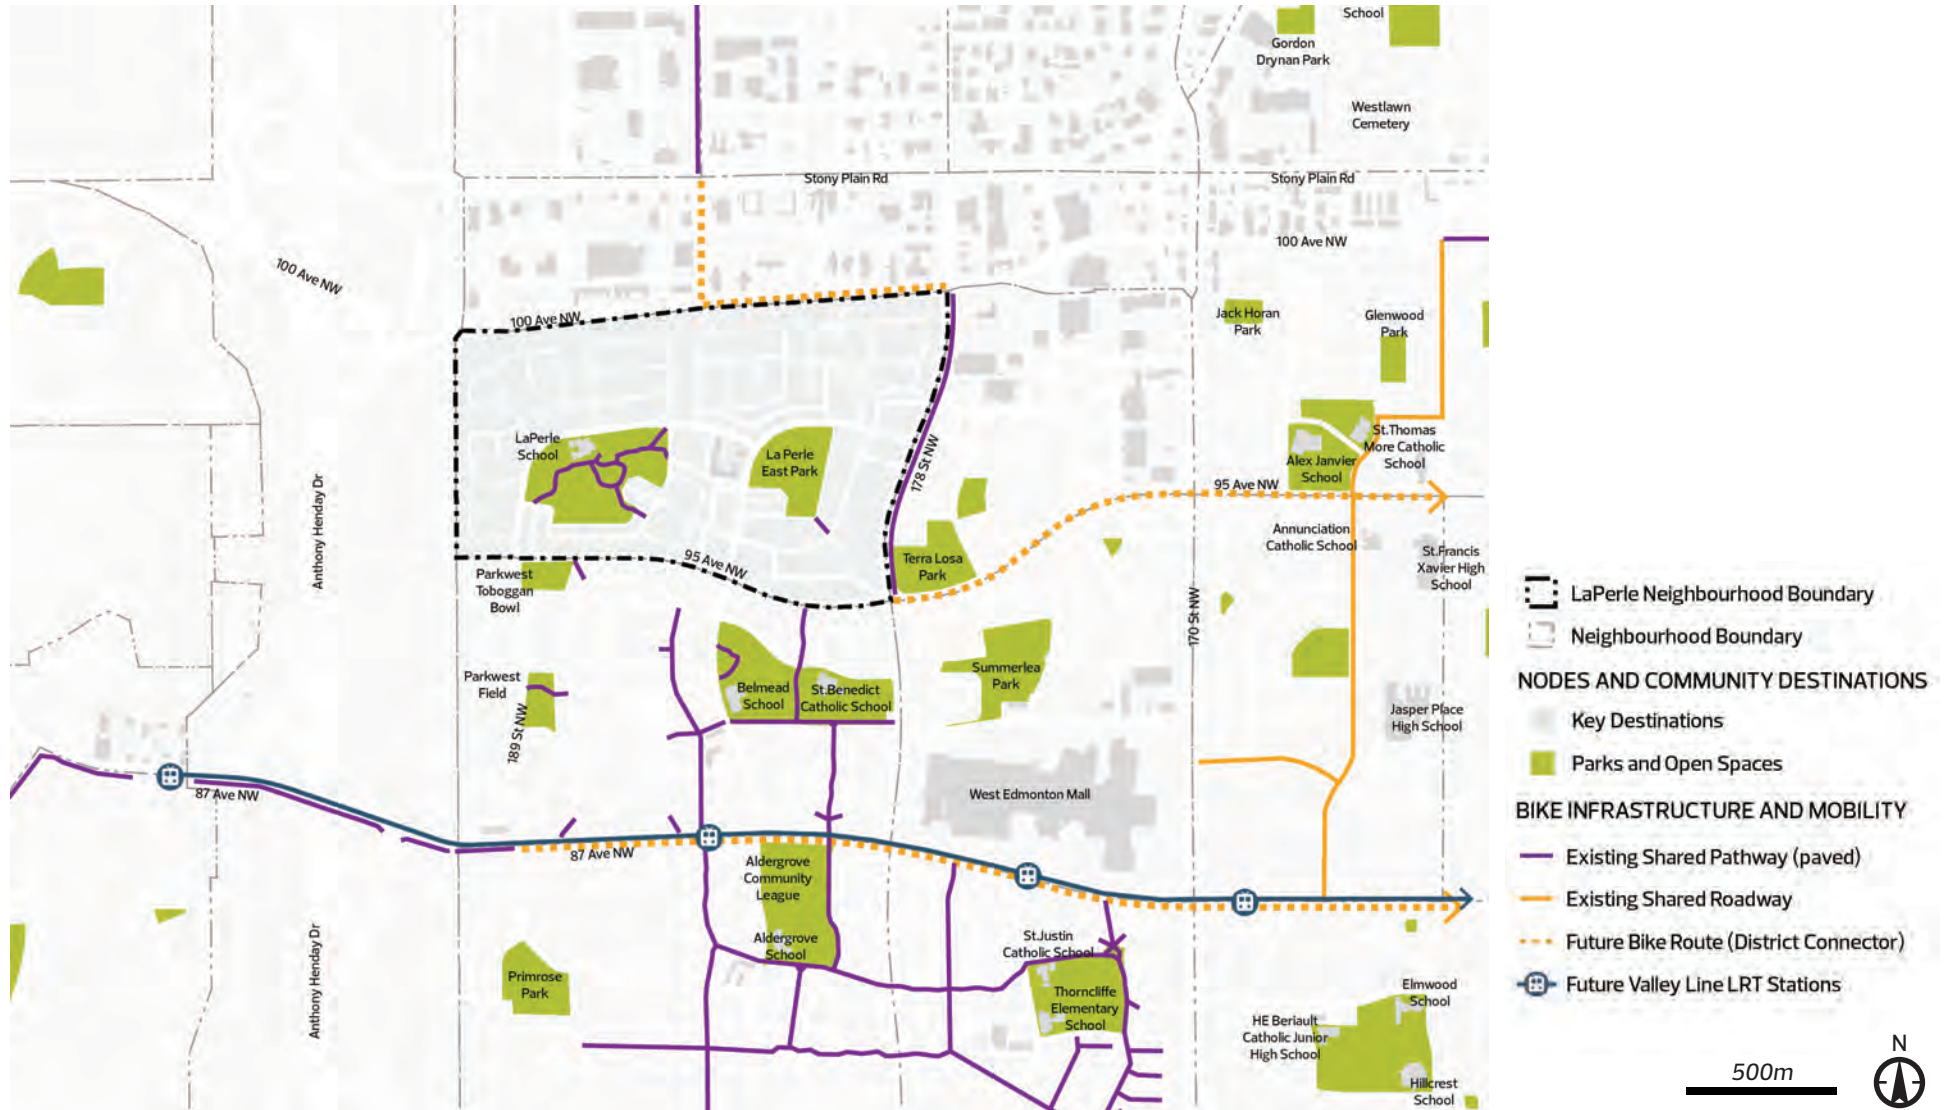 School
Gordon
Drynan Park
Westlawn
Cemetery
Stony Plain Rd
Stony Plain Rd
100 Ave NW
100 Ave NW
100 Ave NW
Jack Horan
Park
Glenwood
Park
LaPerle
School
La Perle
East Park
178 St NW
St.Thomas
More Catholic
School
Alex Janvier
School
95 Ave NW
Anthony Henday Dr
Annunciation
Catholic School
St.Francis
Xavier High
School
95 Ave NW
Terra Losa
Park
Parkwest
Toboggan
Bowl
170 St NW
Parkwest
Field
189 St NW
Belmead
School
St.Benedict
Catholic School
Summerlea
Park
Jasper Place
High School
87 Ave NW
West Edmonton Mall
87 Ave NW
Aldergrove
Community
League
Aldergrove
School
Anthony Henday Dr
St.Justin
Catholic School
Primrose
Park
Thorncliffe
Elementary
School
Elmwood
School
HE Beriault
Catholic Junior
High School
Hillcrest
School
LaPerle Neighbourhood Boundary
Neighbourhood Boundary
NODES AND COMMUNITY DESTINATIONS
Key Destinations
Parks and Open Spaces
BIKE INFRASTRUCTURE AND MOBILITY
Existing Shared Pathway (paved)
Existing Shared Roadway
Future Bike Route (District Connector)
Future Valley Line LRT Stations
500m
N